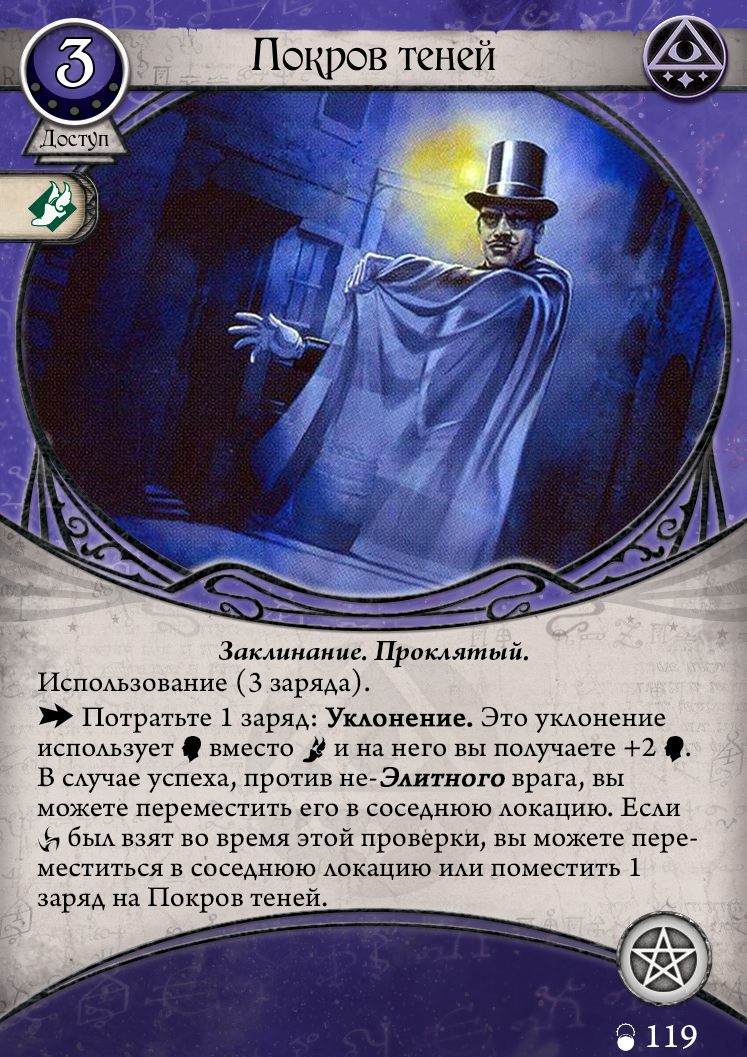 3
Покров теней
Доступ
Заклинание. Проклятый.
Использование (3 заряда).
Потратьте 1 заряд: Уклонение. Это уклонение
использует вместо и на него вы получаете +2 .
В случае успеха, против не-Элитного врага, вы
можете переместить его в соседнюю локацию. Если
был взят во время этой проверки, вы можете пере-
меститься в соседнюю локацию или поместить 1
заряд на Покров теней.
119